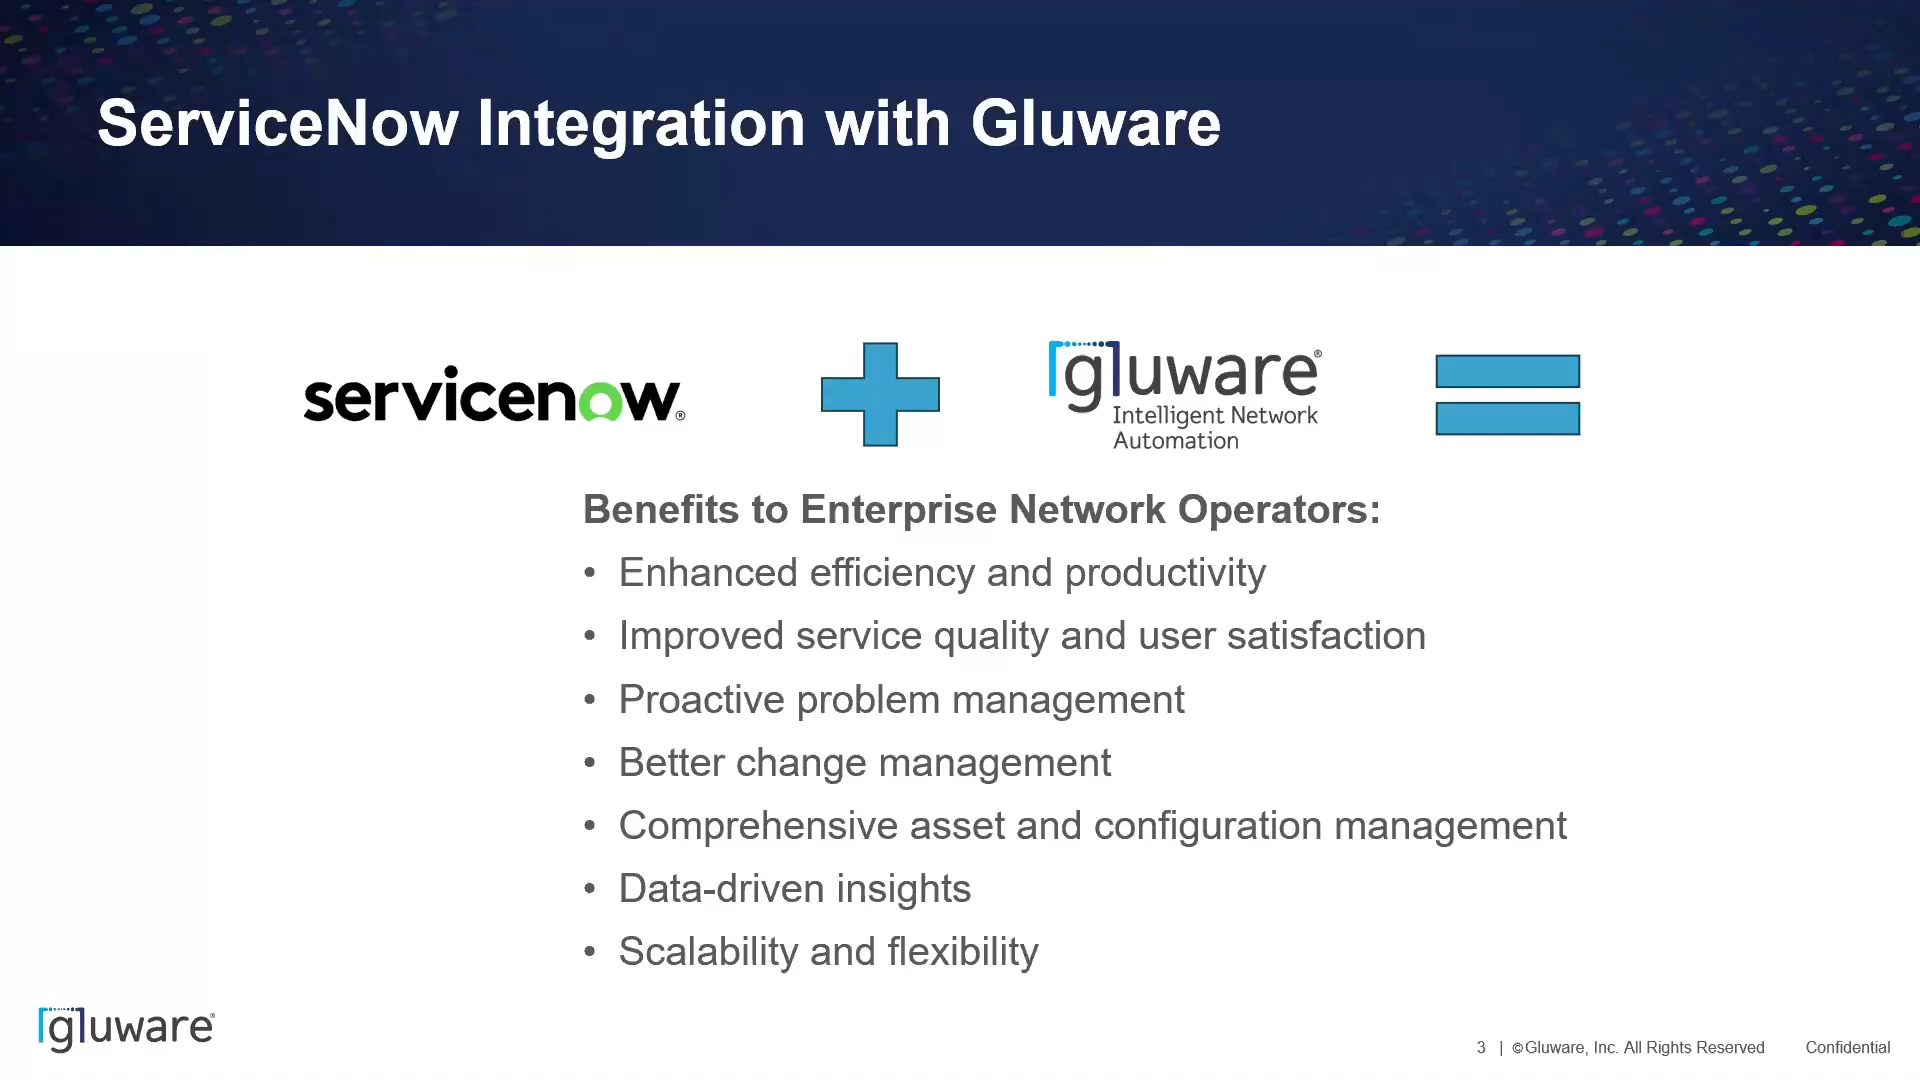 ServiceNow Integration with Gluware
servicenow®
gluware®
Intelligent Network
Automation
Benefits to Enterprise Network Operators:
• Enhanced efficiency and productivity
• Improved service quality and user satisfaction
• Proactive problem management
• Better change management
• Comprehensive asset and configuration management
• Data-driven insights
• Scalability and flexibility
gluware®
3 | ©Gluware, Inc. All Rights Reserved Confidential